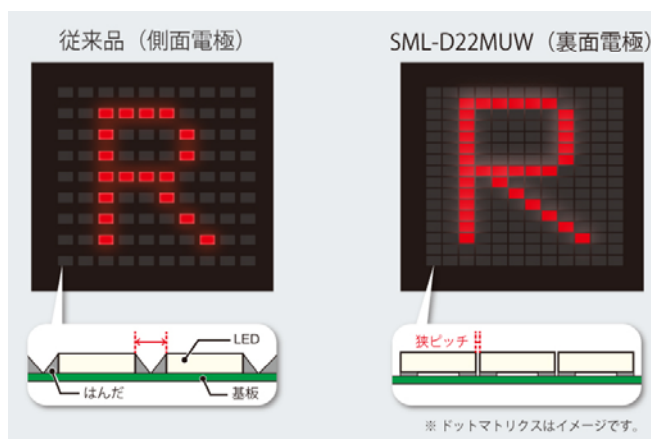 従来品（側面電極）
SML-D22MUW（裏面電極）
R
R
LED
はんだ
基板
狭ピッチ
※ ドットマトリクスはイメージです。